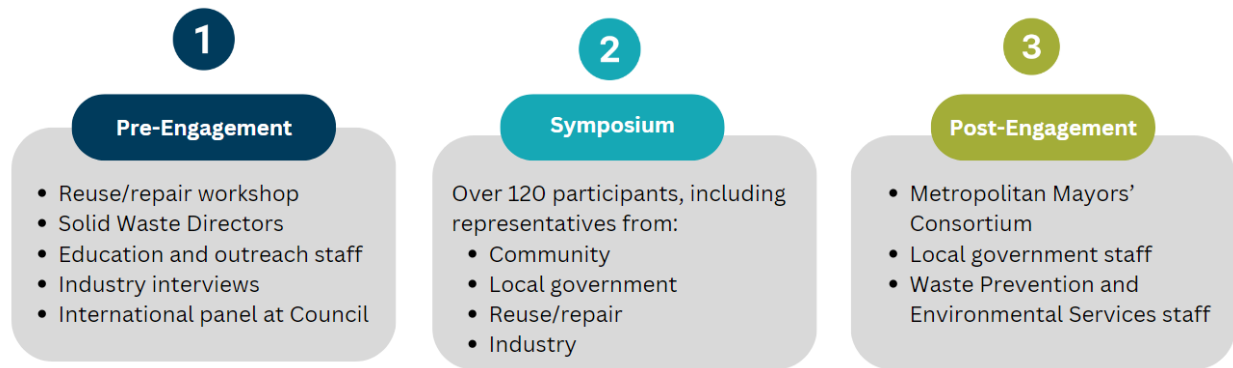 1
Pre-Engagement
• Reuse/repair workshop
• Solid Waste Directors
• Education and outreach staff
• Industry interviews
• International panel at Council
2
Symposium
Over 120 participants, including
representatives from:
• Community
• Local government
• Reuse/repair
• Industry
3
Post-Engagement
• Metropolitan Mayors’
Consortium
• Local government staff
• Waste Prevention and
Environmental Services staff